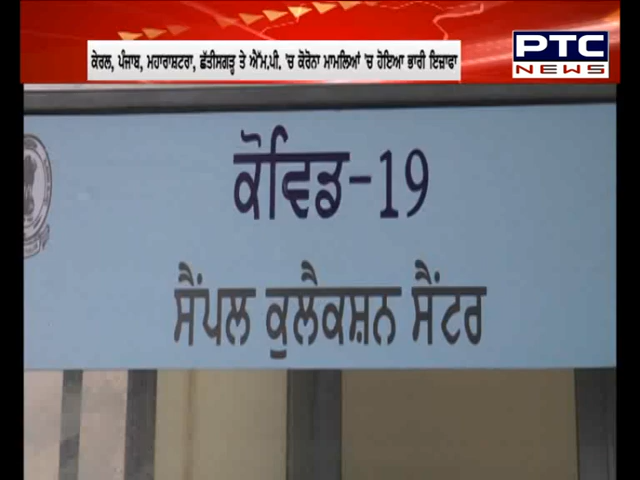 ਕੇਰਲ, ਪੰਜਾਬ, ਮਹਾਰਾਸ਼ਟਰਾ, ਛੱਤੀਸਗੜ੍ਹ ਤੇ ਐੱਮ.ਪੀ. 'ਚ ਕੋਰੋਨਾ ਮਾਮਲਿਆਂ 'ਚ ਹੋਇਆ ਭਾਰੀ ਇਜ਼ਾਫਾ
PTC
NEWS
ਕੋਵਿਡ-19
ਸੈਂਪਲ ਕੁਲੈਕਸ਼ਨ ਸੈਂਟਰ